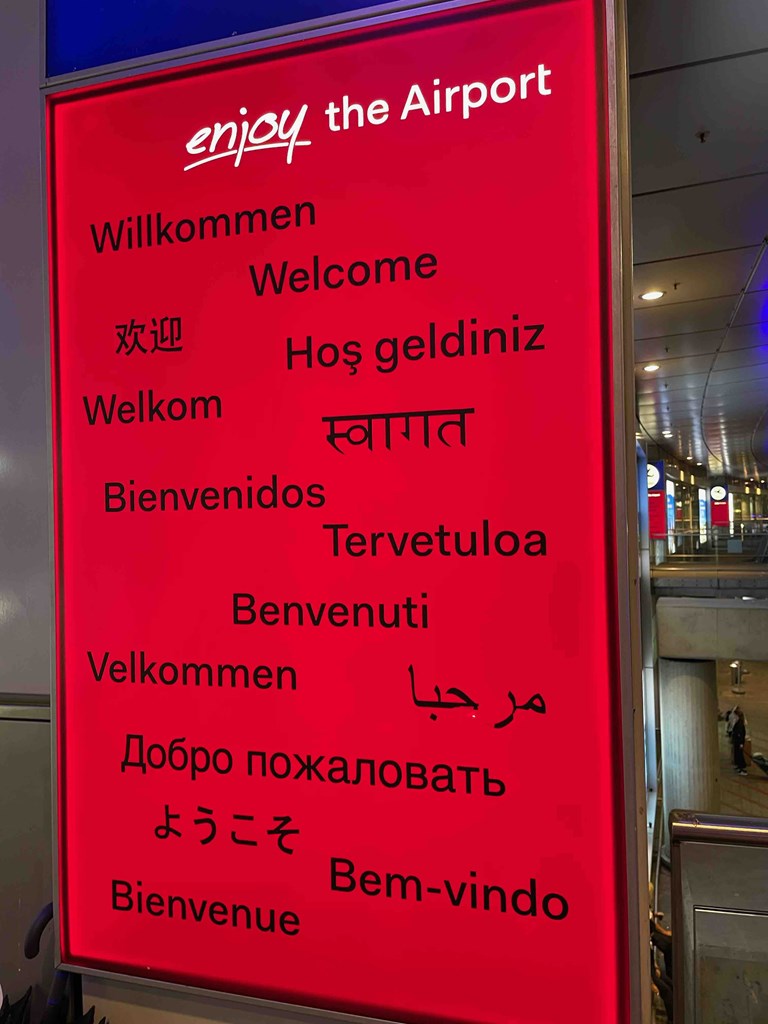 enjoy the Airport
Willkommen
Welcome
欢迎
Hoş geldiniz
Welkom
स्वागत
Bienvenidos
Tervetuloa
Benvenuti
Velkommen
مرحبا
Добро пожаловать
ようこそ
Bem-vindo
Bienvenue